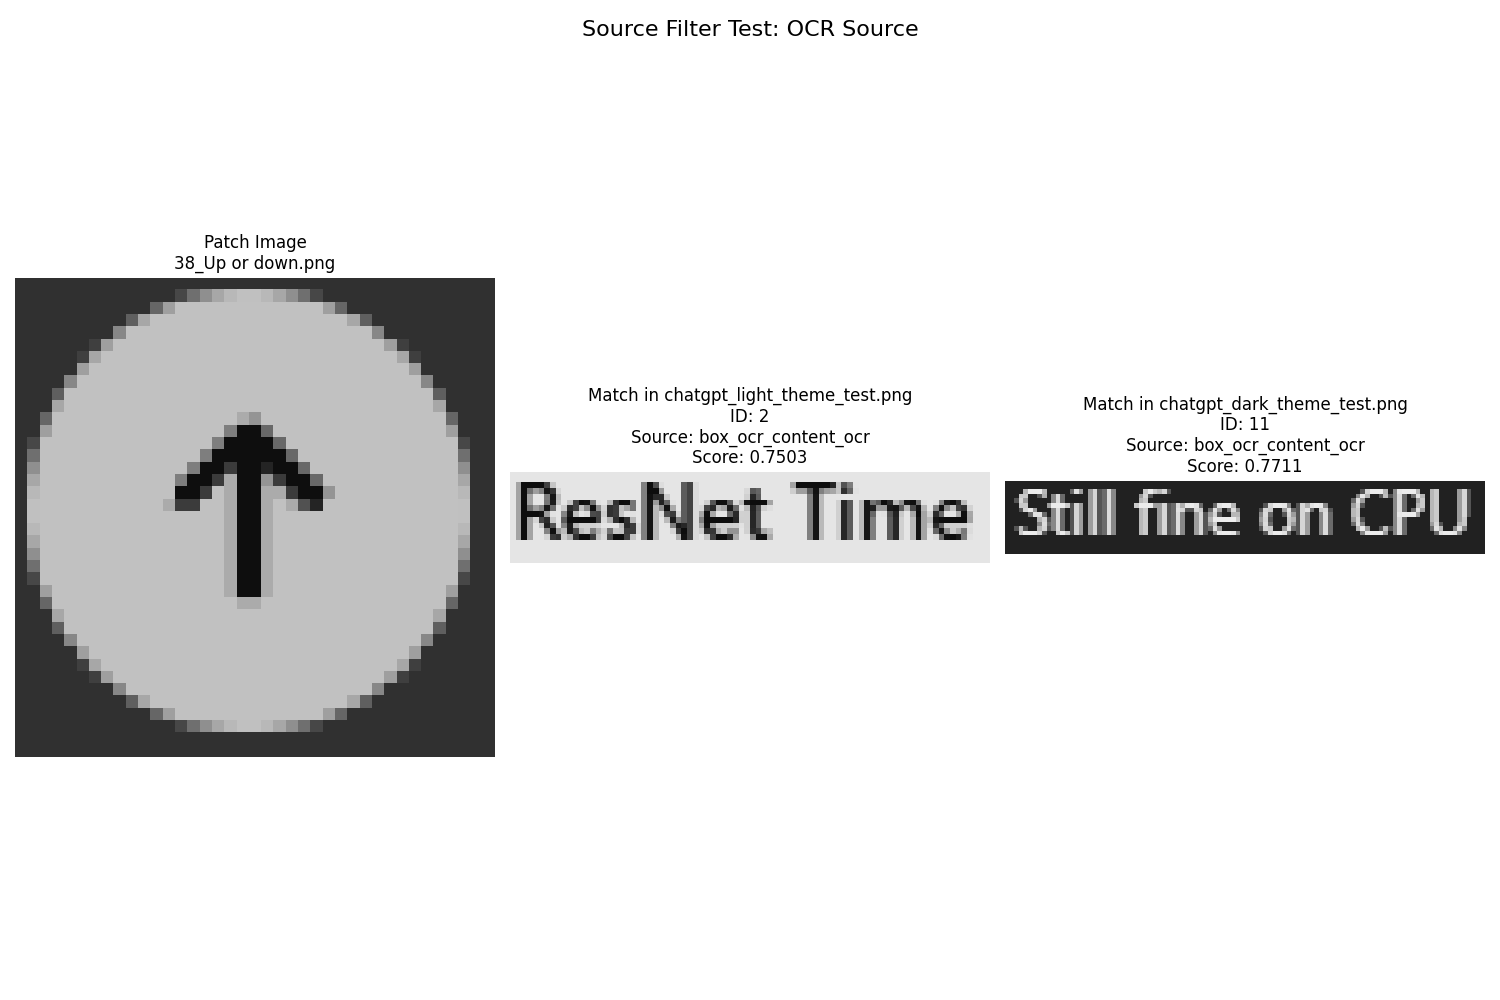 Source Filter Test: OCR Source
Patch Image
38_Up or down.png
Match in chatgpt_light_theme_test.png
ID: 2
Source: box_ocr_content_ocr
Score: 0.7503
ResNet Time
Match in chatgpt_dark_theme_test.png
ID: 11
Source: box_ocr_content_ocr
Score: 0.7711
Still fine on CPU